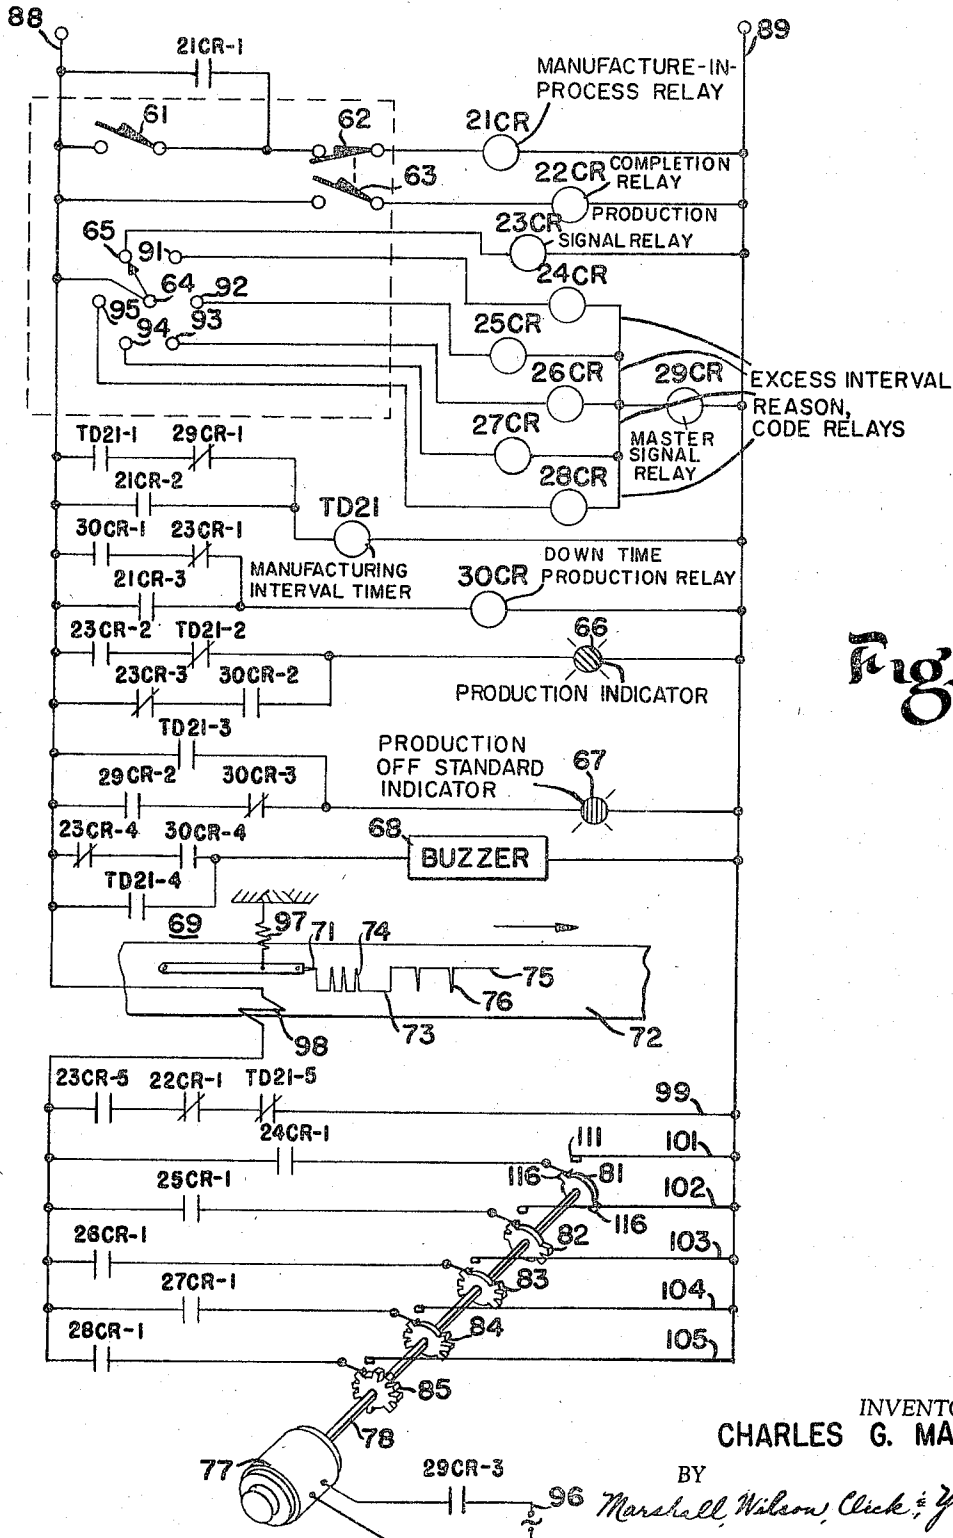 88
89
21CR-1
MANUFACTURE-IN-
PROCESS RELAY
61
62
21CR
63
22CR
COMPLETION
RELAY
PRODUCTION
23CR
SIGNAL RELAY
65
91
24CR
64
92
95
25CR
94
93
26CR
29CR
EXCESS INTERVAL
REASON,
CODE RELAYS
27CR
MASTER
SIGNAL
RELAY
28CR
TD21-1
29CR-1
21CR-2
TD21
30CR-1
23CR-1
MANUFACTURING
INTERVAL TIMER
DOWN TIME
PRODUCTION RELAY
30CR
21CR-3
23CR-2
TD21-2
66
23CR-3
30CR-2
PRODUCTION INDICATOR
Fig
TD21-3
PRODUCTION
OFF STANDARD
INDICATOR
67
29CR-2
30CR-3
23CR-4
30CR-4
68
BUZZER
TD21-4
69
97
71
74
75
76
73
72
98
23CR-5
22CR-1
TD21-5
99
24CR-1
111
101
116
81
25CR-1
102
116
26CR-1
82
103
27CR-1
83
104
28CR-1
84
105
85
78
77
29CR-3
96
INVENTO
CHARLES G. MA
BY
Marshall, Wilson, Click & Y